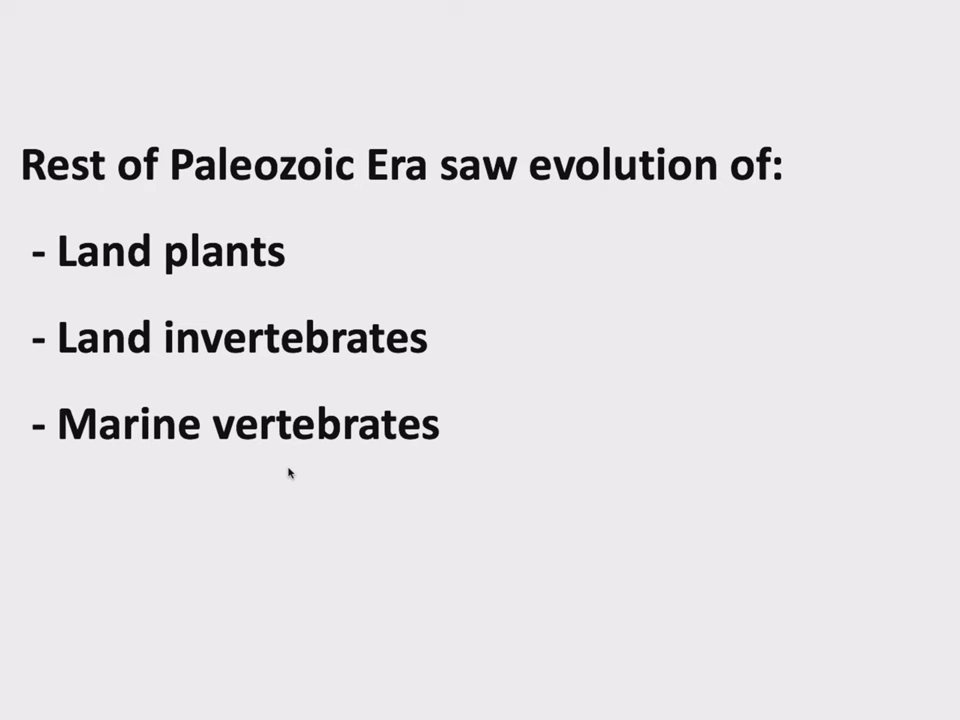 Rest of Paleozoic Era saw evolution of:
- Land plants
- Land invertebrates
- Marine vertebrates